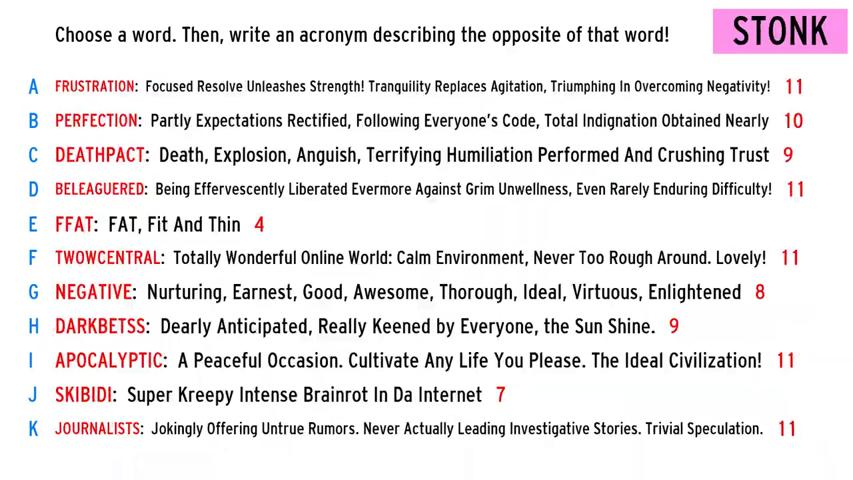 Choose a word. Then, write an acronym describing the opposite of that word!
STONK
A FRUSTRATION: Focused Resolve Unleashes Strength! Tranquility Replaces Agitation, Triumphing In Overcoming Negativity! 11
B PERFECTION: Partly Expectations Rectified, Following Everyone's Code, Total Indignation Obtained Nearly 10
C DEATHPACT: Death, Explosion, Anguish, Terrifying Humiliation Performed And Crushing Trust 9
D BELEAGUERED: Being Effervescently Liberated Evermore Against Grim Unwellness, Even Rarely Enduring Difficulty! 11
E FFAT: FAT, Fit And Thin 4
F TWOWCENTRAL: Totally Wonderful Online World: Calm Environment, Never Too Rough Around. Lovely! 11
G NEGATIVE: Nurturing, Earnest, Good, Awesome, Thorough, Ideal, Virtuous, Enlightened 8
H DARKBETSS: Dearly Anticipated, Really Keened by Everyone, the Sun Shine. 9
I APOCALYPTIC: A Peaceful Occasion. Cultivate Any Life You Please. The Ideal Civilization! 11
J SKIBIDI: Super Kreepy Intense Brainrot In Da Internet 7
K JOURNALISTS: Jokingly Offering Untrue Rumors. Never Actually Leading Investigative Stories. Trivial Speculation. 11